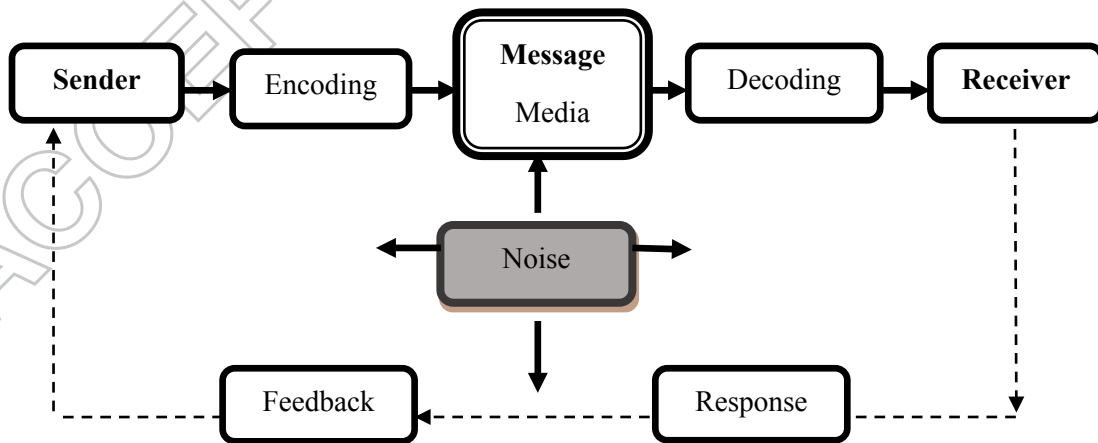 Sender
Encoding
Message
Media
Decoding
Receiver
Noise
Feedback
Response